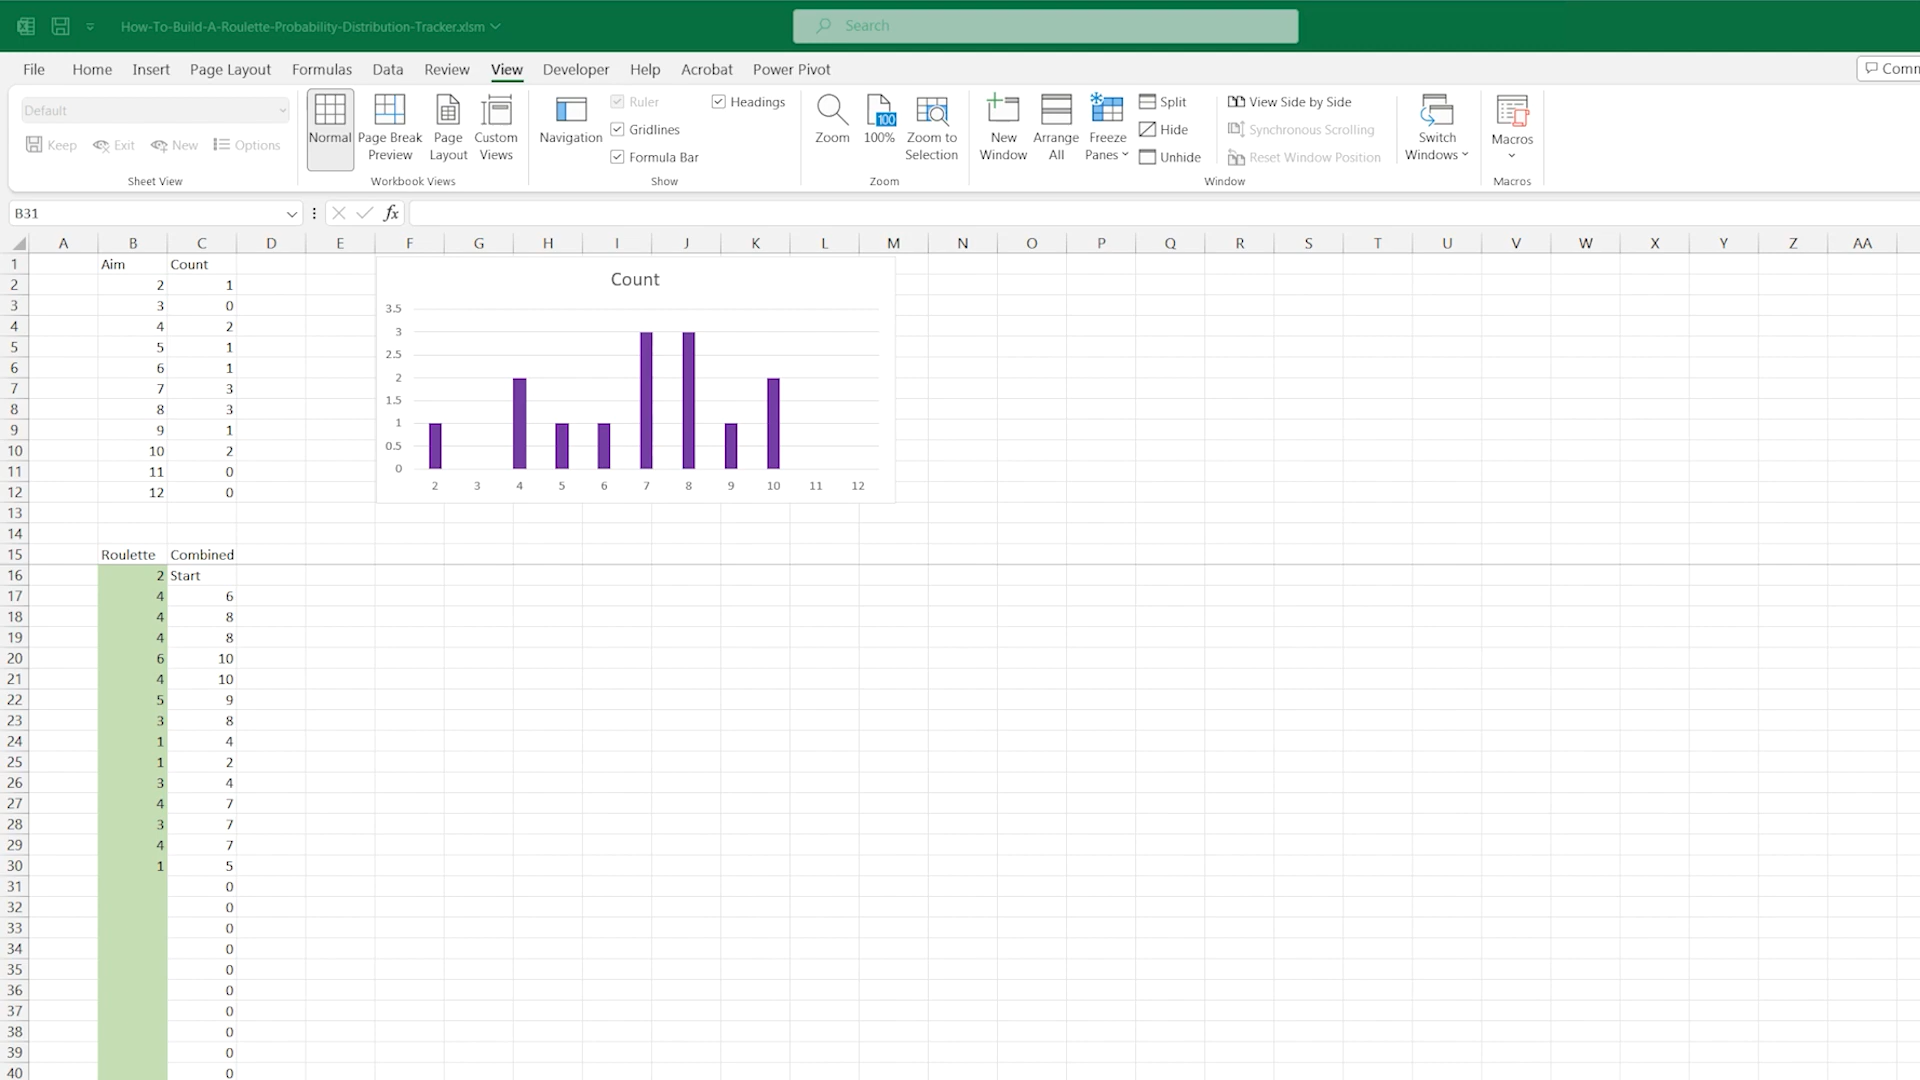 How-To-Build-A-Roulette-Probability-Distribution-Tracker.xlsm
Search
File Home Insert Page Layout Formulas Data Review View Developer Help Acrobat Power Pivot
Comm
Default
Keep Exit New Options
Sheet View
Normal
Page Break Preview
Page Layout
Custom Views
Workbook Views
Navigation
Ruler
Gridlines
Formula Bar
Headings
Show
Zoom
100
100%
Zoom to Selection
Zoom
New Window
Arrange All
Freeze Panes
Split
Hide
Unhide
View Side by Side
Synchronous Scrolling
Reset Window Position
Switch Windows
Window
Macros
Macros
B31
fx
A B C D E F G H I J K L M N O P Q R S T U V W X Y Z AA
1 Aim Count
2 2 1
3 3 0
4 4 2
5 5 1
6 6 1
7 7 3
8 8 3
9 9 1
10 10 2
11 11 0
12 12 0
13
14
15 Roulette Combined
16 2 Start
17 4 6
18 4 8
19 4 8
20 6 10
21 4 10
22 5 9
23 3 8
24 1 4
25 1 2
26 3 4
27 4 7
28 3 7
29 4 7
30 1 5
31 0
32 0
33 0
34 0
35 0
36 0
37 0
38 0
39 0
40 0
Count
3.5
3
2.5
2
1.5
1
0.5
0
2 3 4 5 6 7 8 9 10 11 12